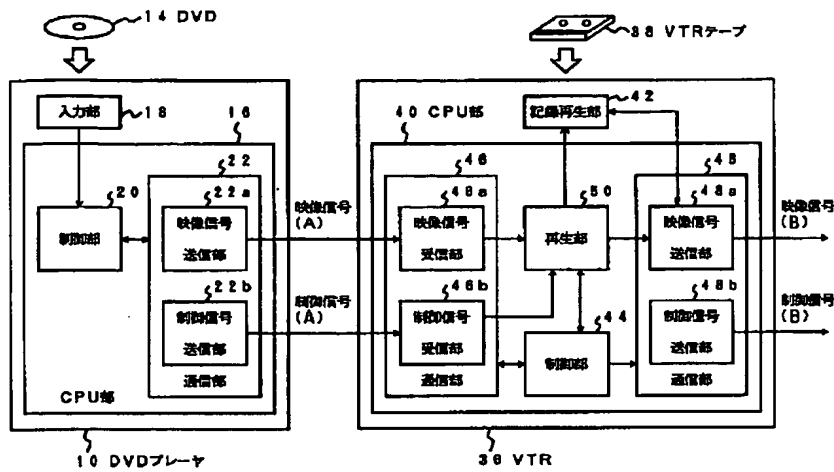 14 DVD
38 VTRテープ
入力部
18
16
40 CPU部
記録再生部
42
22
46
45
20
制御部
22a
映像信号
送信部
映像信号
(A)
48a
映像信号
受信部
50
再生部
48a
映像信号
送信部
映像信号
(B)
22b
制御信号
送信部
通信部
制御信号
(A)
46b
制御信号
受信部
通信部
44
制御部
48b
制御信号
送信部
通信部
制御信号
(B)
CPU部
10 DVDプレーヤ
36 VTR